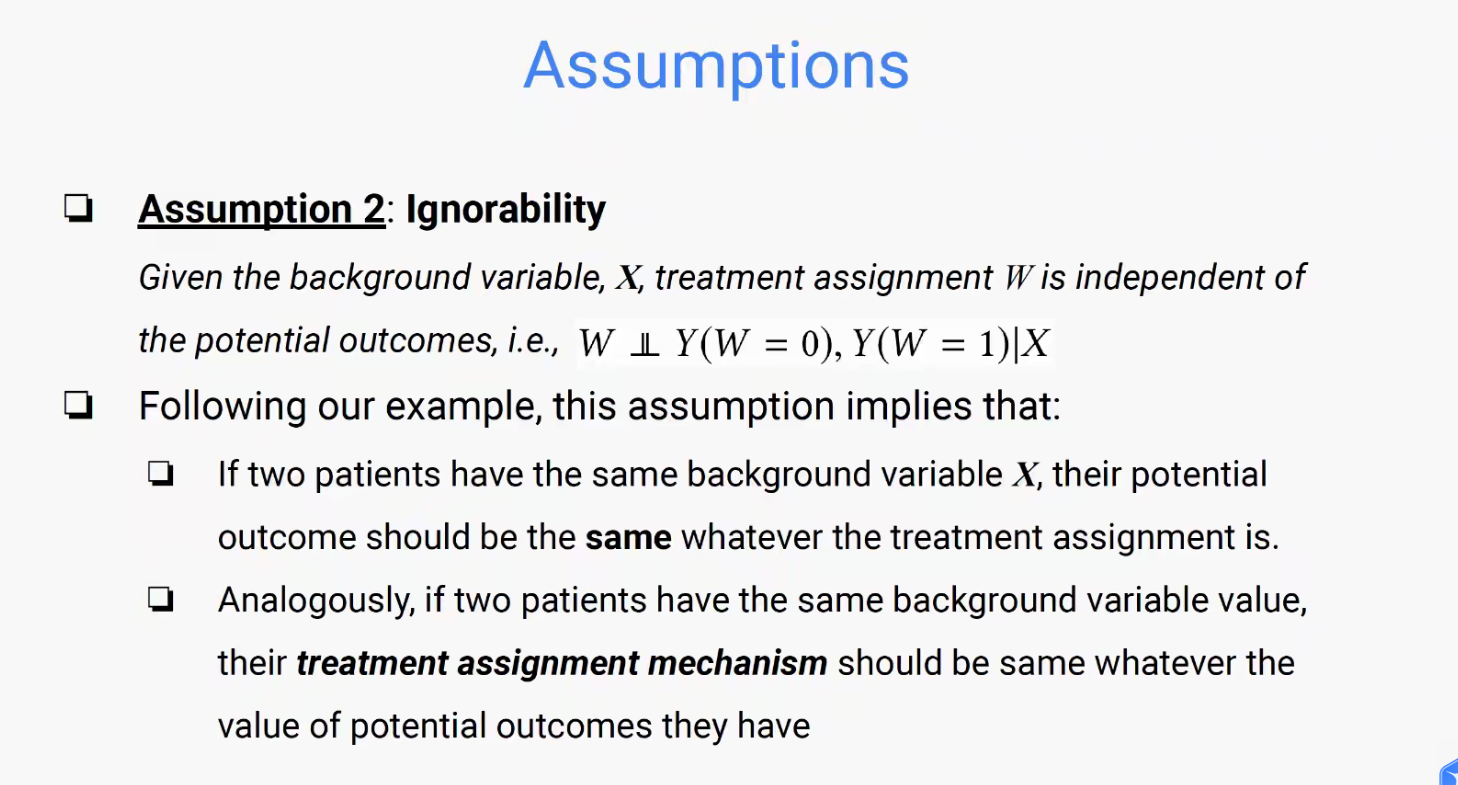 Assumptions
Assumption 2: Ignorability
Given the background variable, X, treatment assignment W is independent of
the potential outcomes, i.e., W ⫫ Y(W = 0), Y(W = 1)|X
Following our example, this assumption implies that:
If two patients have the same background variable X, their potential
outcome should be the same whatever the treatment assignment is.
Analogously, if two patients have the same background variable value,
their treatment assignment mechanism should be same whatever the
value of potential outcomes they have